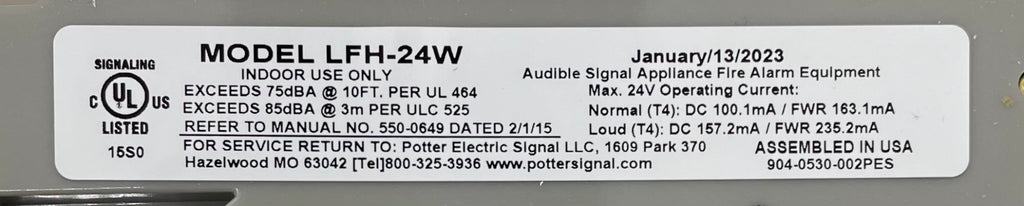 SIGNALING
C UL US
LISTED
15S0
MODEL LFH-24W
INDOOR USE ONLY
EXCEEDS 75dBA @ 10FT. PER UL 464
EXCEEDS 85dBA @ 3m PER ULC 525
REFER TO MANUAL NO. 550-0649 DATED 2/1/15
FOR SERVICE RETURN TO: Potter Electric Signal LLC, 1609 Park 370
Hazelwood MO 63042 [Tel]800-325-3936 www.pottersignal.com
January/13/2023
Audible Signal Appliance Fire Alarm Equipment
Max. 24V Operating Current:
Normal (T4): DC 100.1mA / FWR 163.1mA
Loud (T4): DC 157.2mA / FWR 235.2mA
ASSEMBLED IN USA
904-0530-002PES